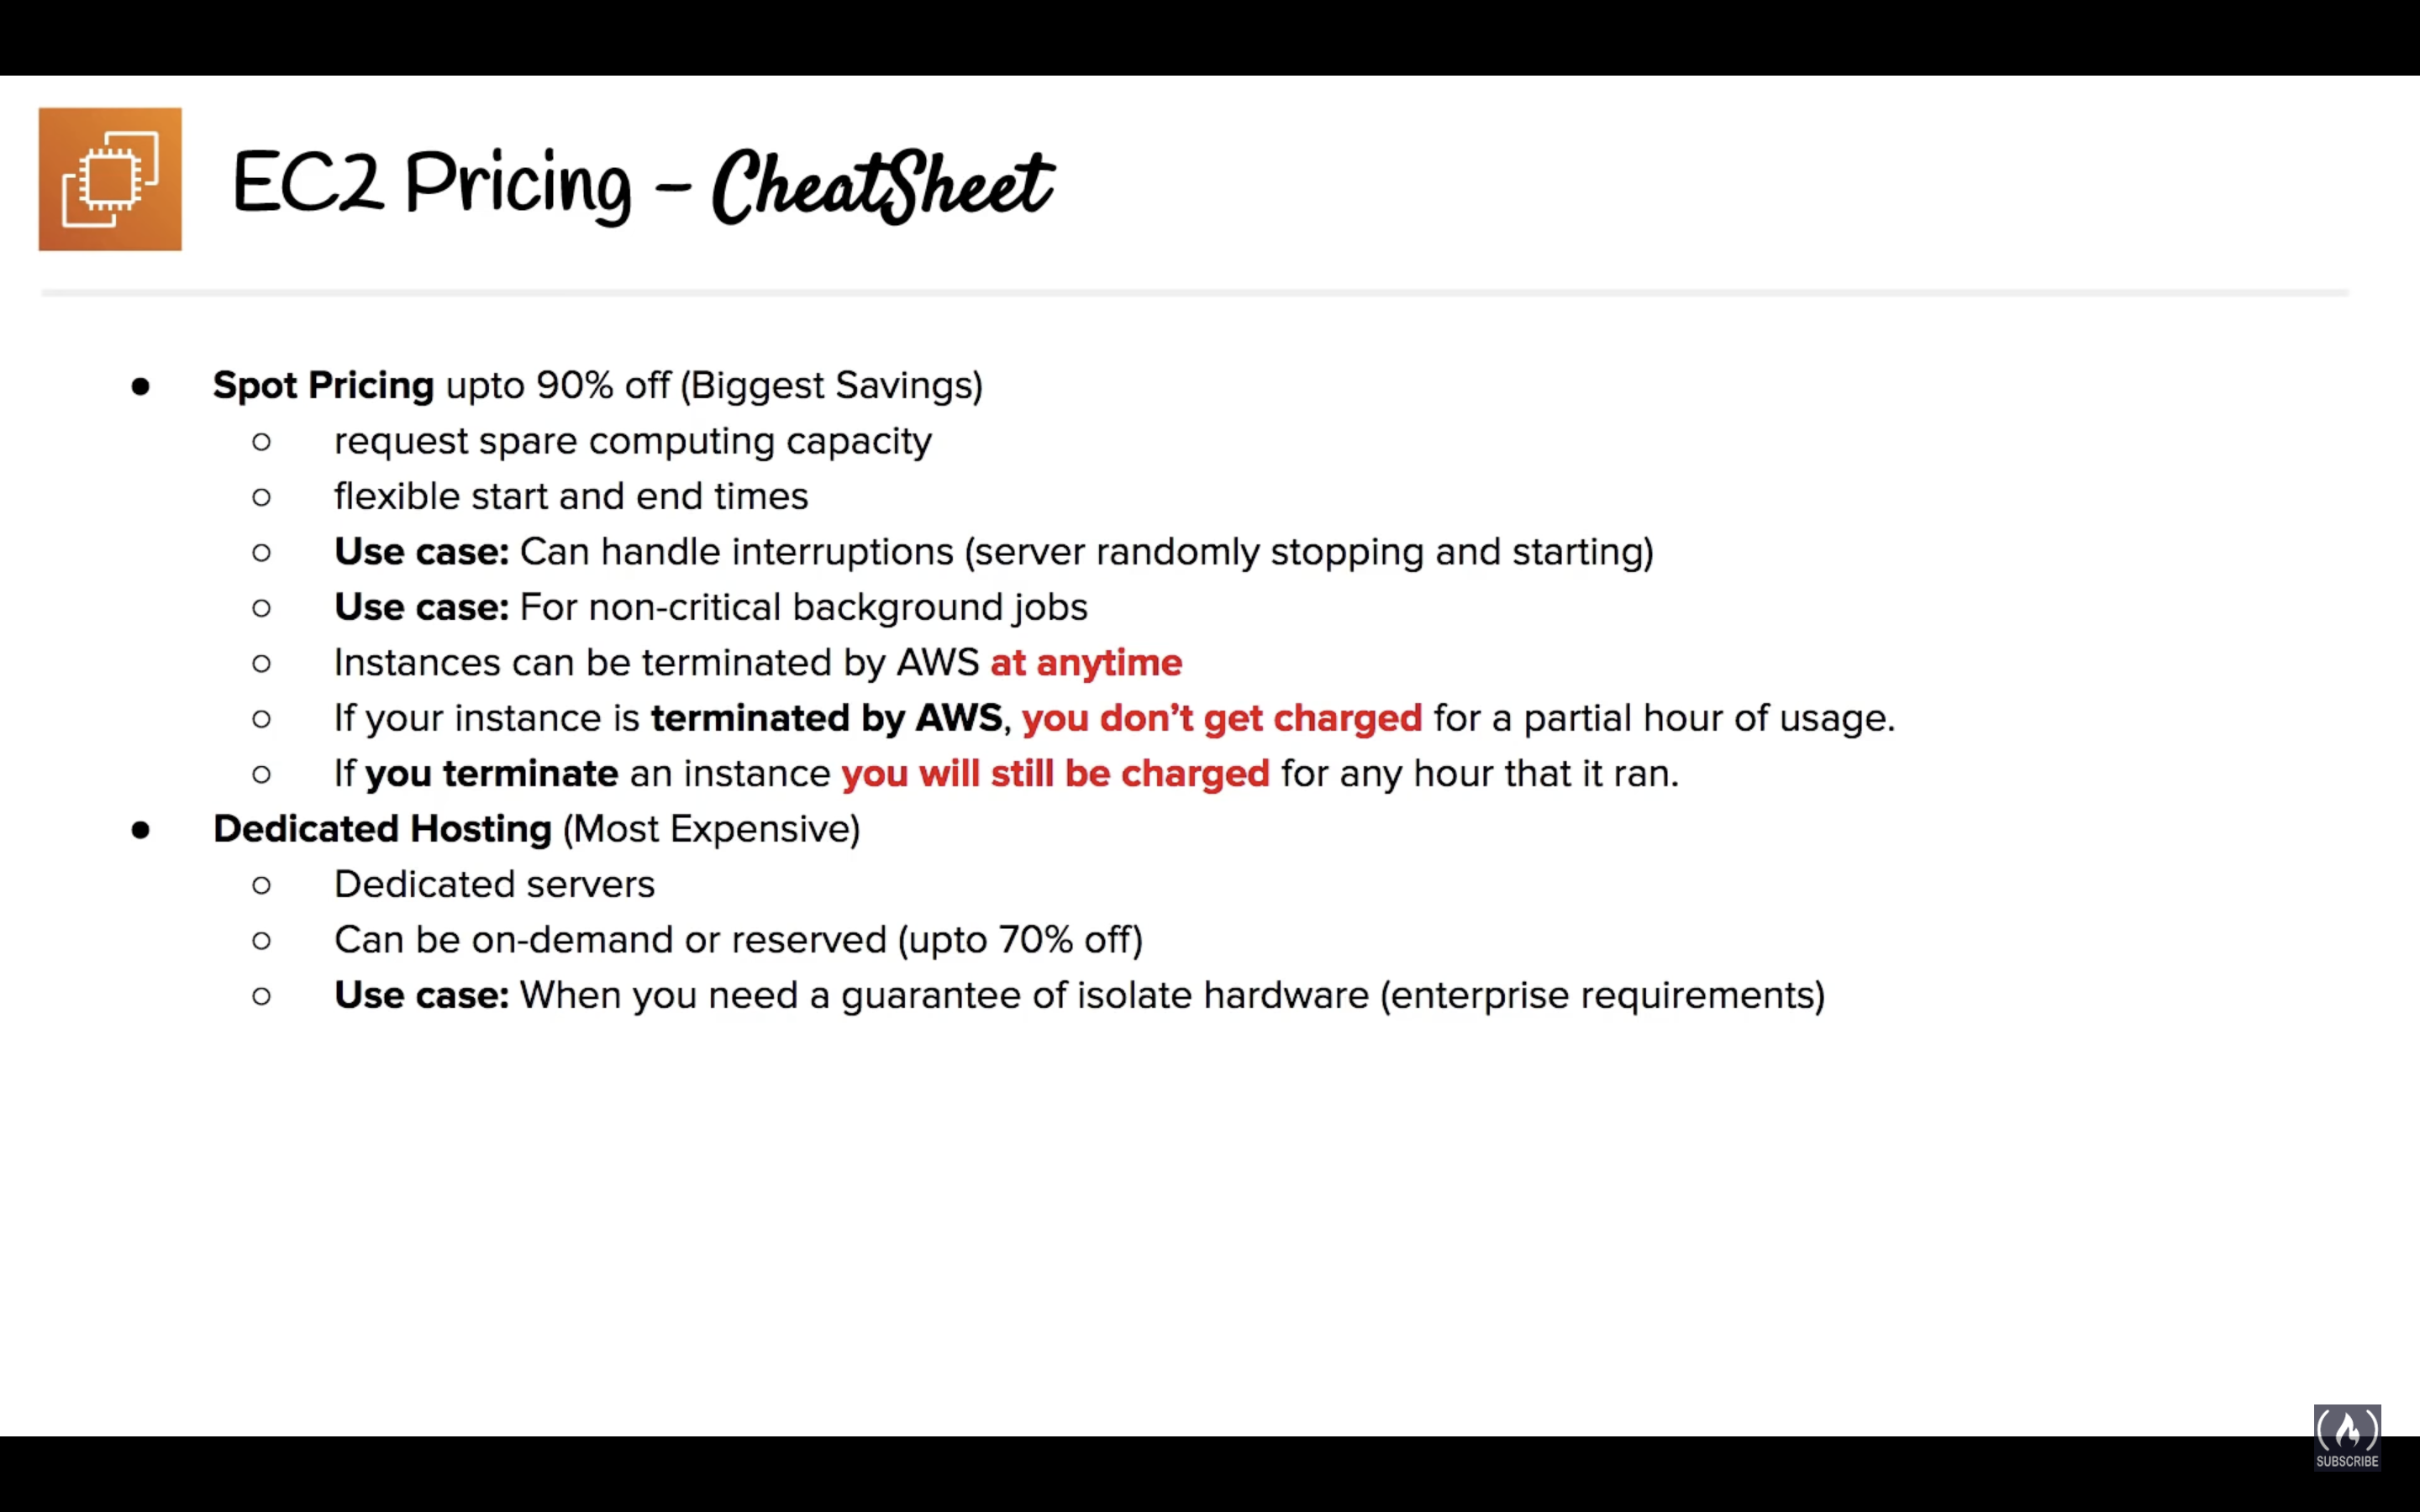 EC2 Pricing – CheatSheet
● Spot Pricing upto 90% off (Biggest Savings)
○ request spare computing capacity
○ flexible start and end times
○ Use case: Can handle interruptions (server randomly stopping and starting)
○ Use case: For non-critical background jobs
○ Instances can be terminated by AWS at anytime
○ If your instance is terminated by AWS, you don’t get charged for a partial hour of usage.
○ If you terminate an instance you will still be charged for any hour that it ran.
● Dedicated Hosting (Most Expensive)
○ Dedicated servers
○ Can be on-demand or reserved (upto 70% off)
○ Use case: When you need a guarantee of isolate hardware (enterprise requirements)
SUBSCRIBE